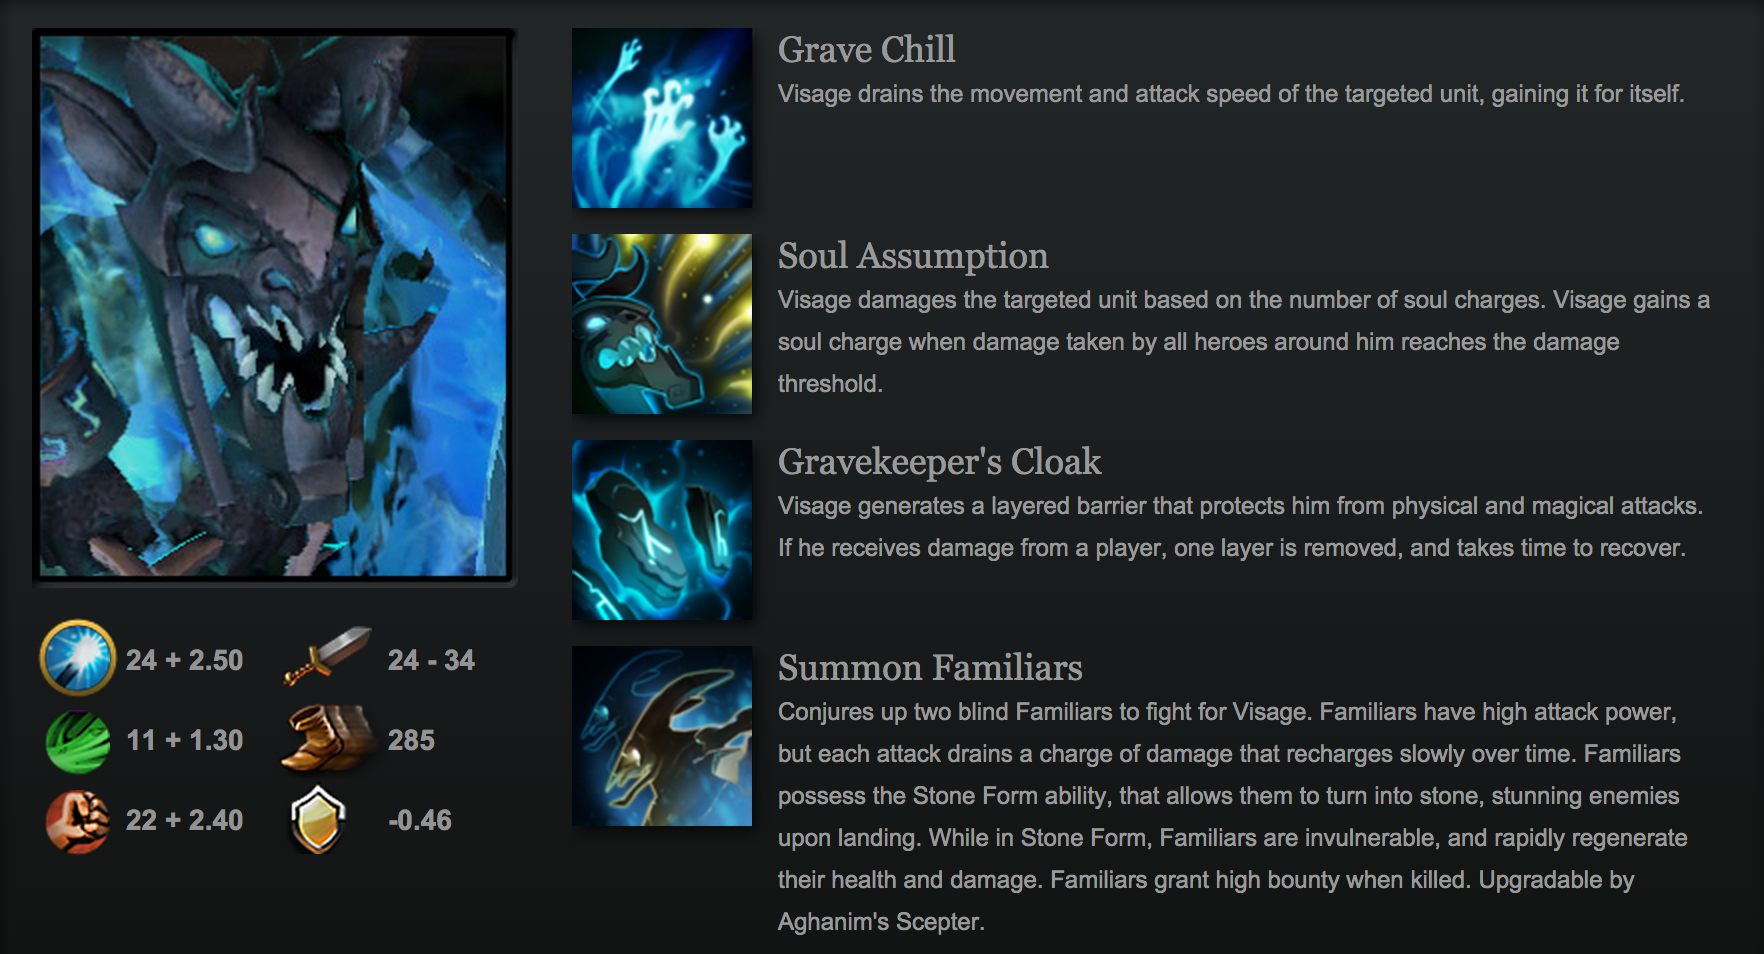 Grave Chill
Visage drains the movement and attack speed of the targeted unit, gaining it for itself.
Soul Assumption
Visage damages the targeted unit based on the number of soul charges. Visage gains a
soul charge when damage taken by all heroes around him reaches the damage
threshold.
Gravekeeper's Cloak
Visage generates a layered barrier that protects him from physical and magical attacks.
If he receives damage from a player, one layer is removed, and takes time to recover.
Summon Familiars
Conjures up two blind Familiars to fight for Visage. Familiars have high attack power,
but each attack drains a charge of damage that recharges slowly over time. Familiars
possess the Stone Form ability, that allows them to turn into stone, stunning enemies
upon landing. While in Stone Form, Familiars are invulnerable, and rapidly regenerate
their health and damage. Familiars grant high bounty when killed. Upgradable by
Aghanim's Scepter.
24 + 2.50
24 - 34
11 + 1.30
285
22 + 2.40
-0.46